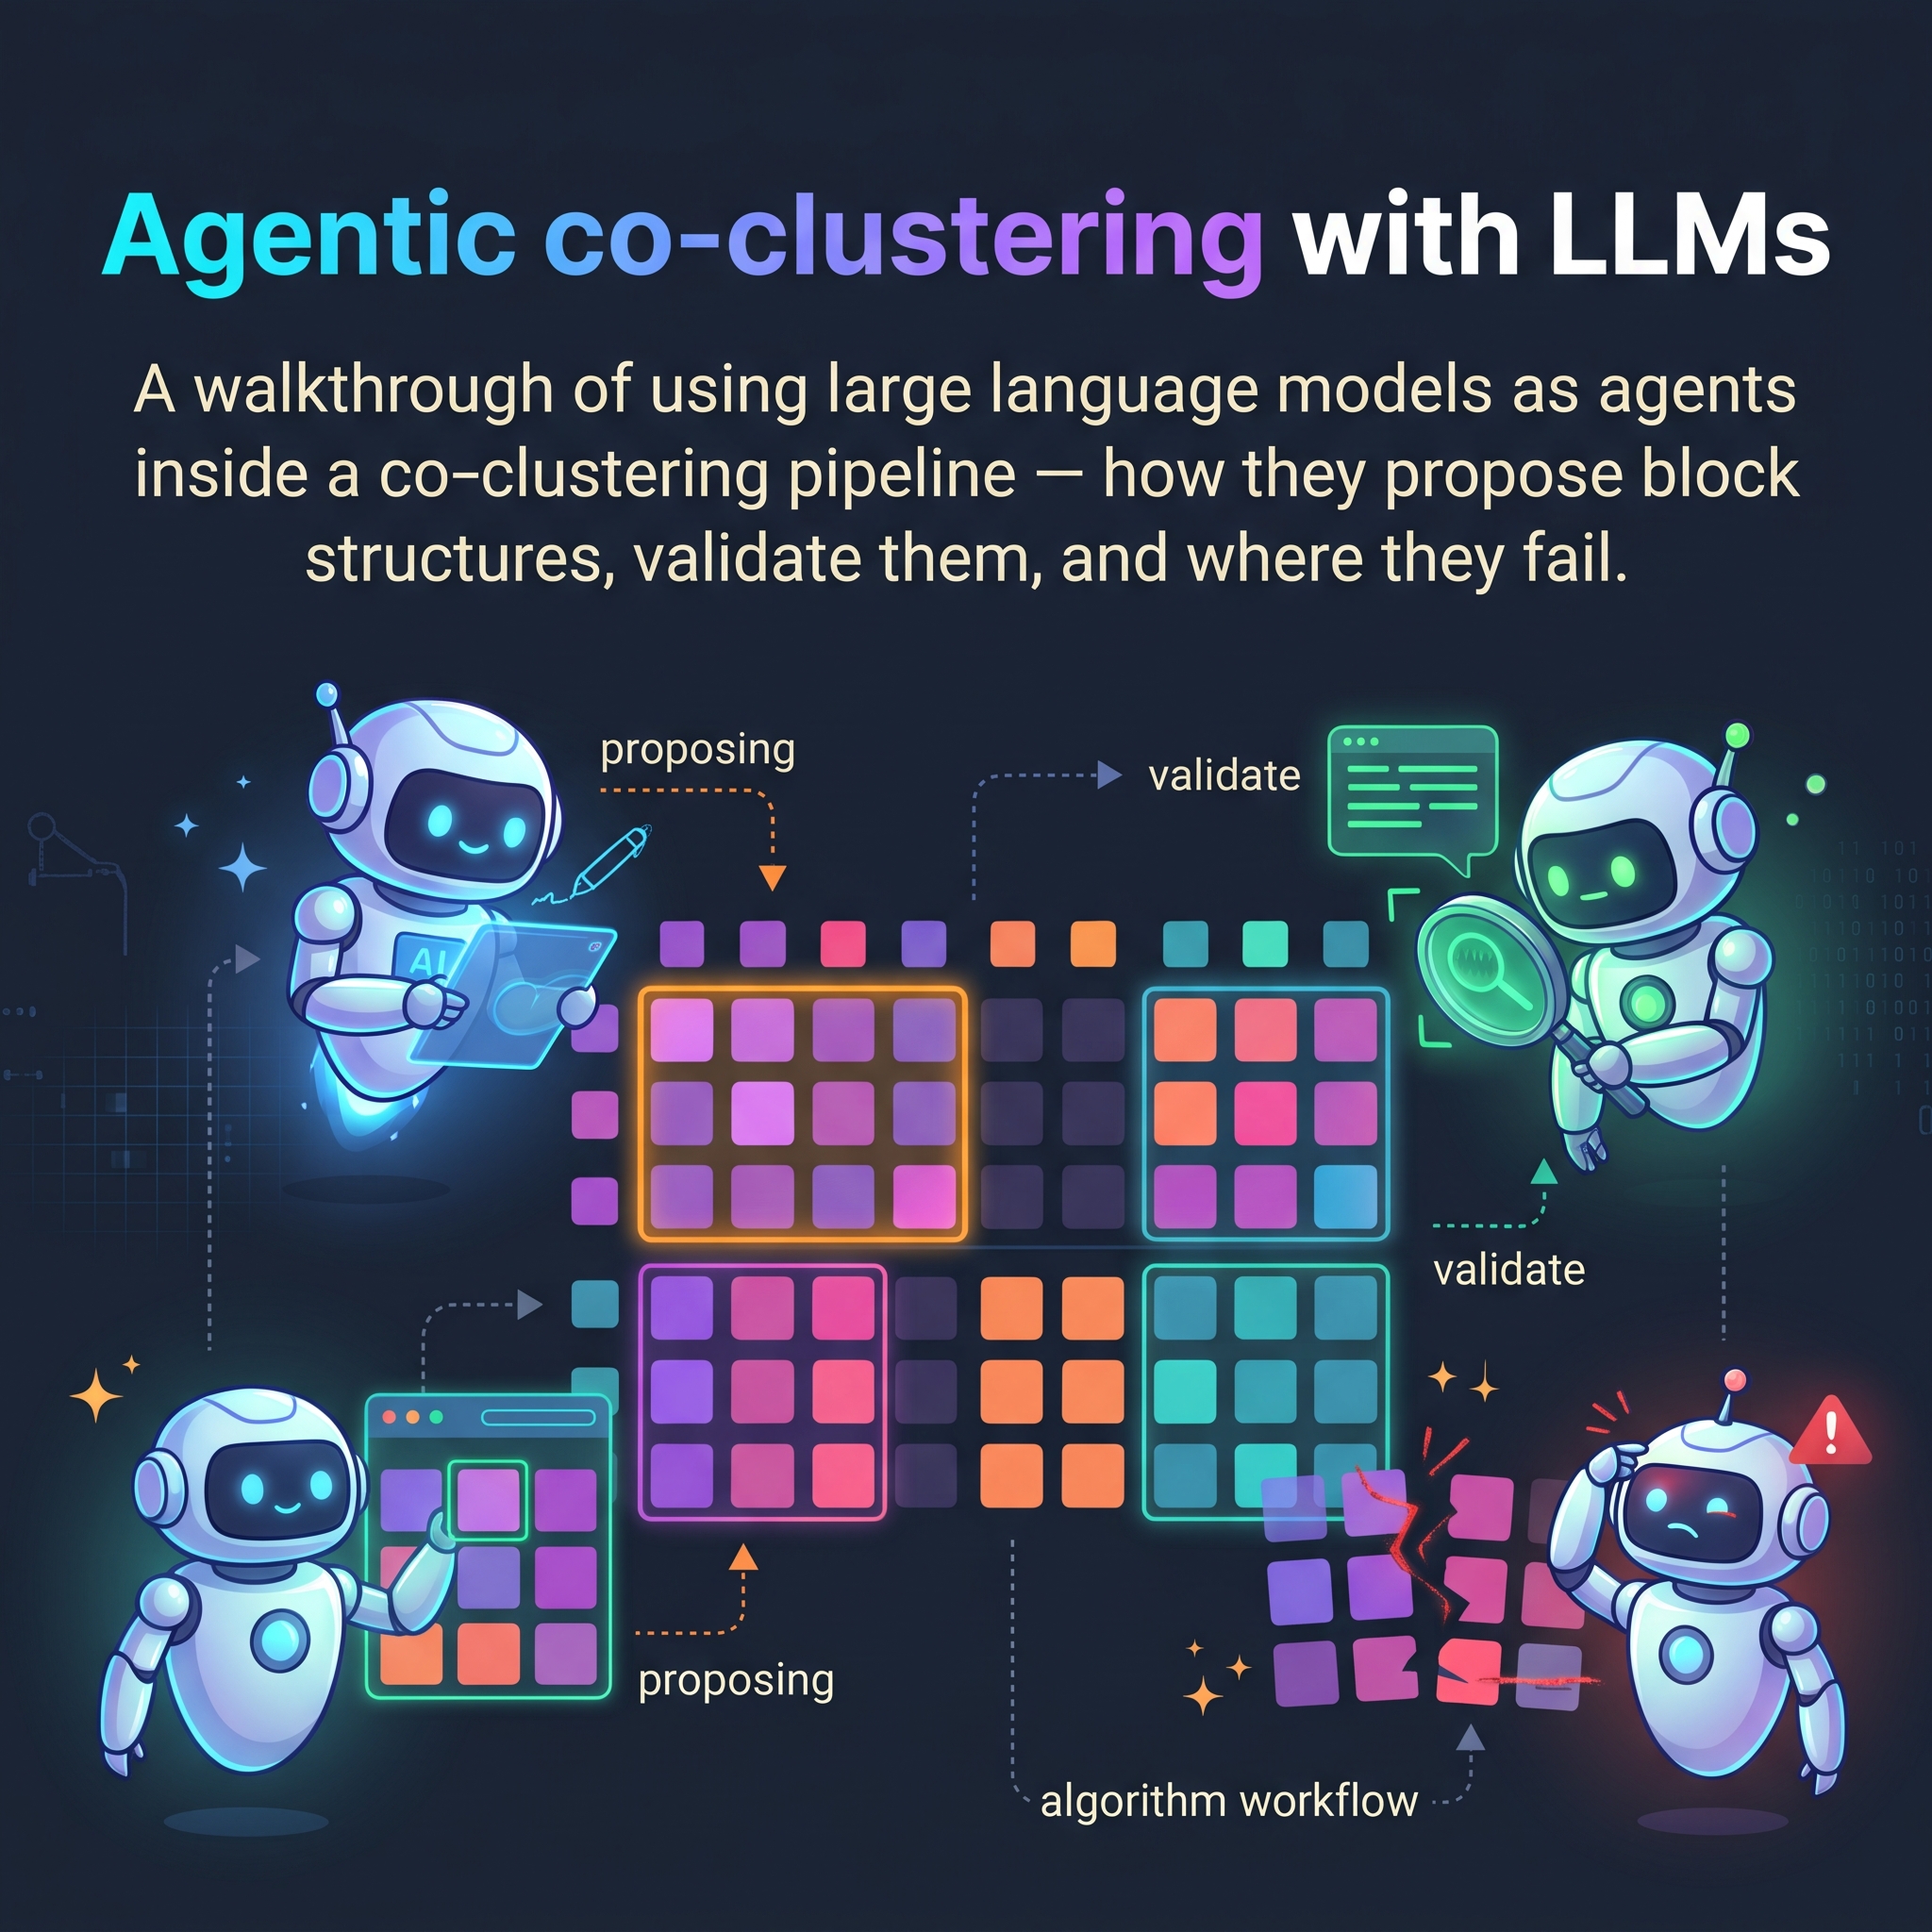 Agentic co-clustering with LLMs
A walkthrough of using large language models as agents
inside a co-clustering pipeline — how they propose block
structures, validate them, and where they fail.
proposing
validate
AI
validate
proposing
algorithm workflow